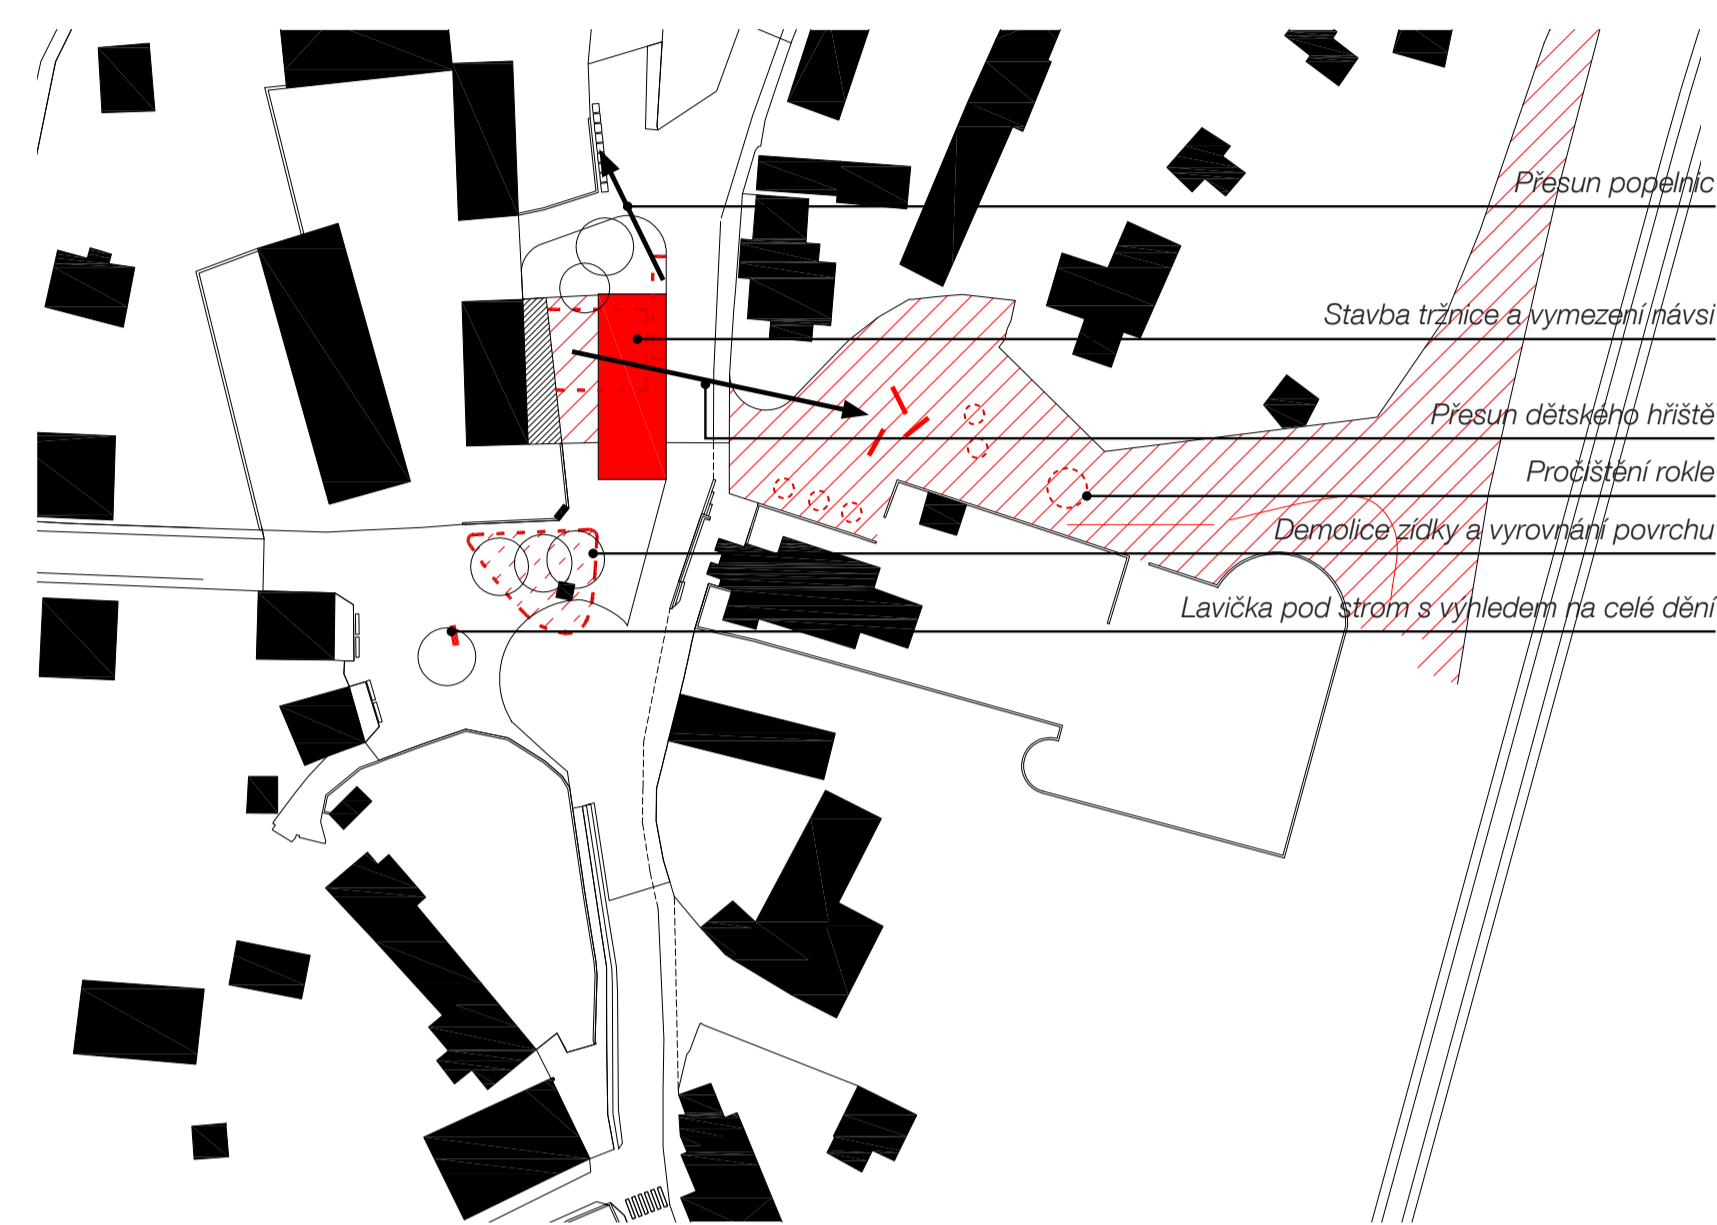 Přesun popelnic
Stavba tržnice a vymezení návsi
Přesun dětského hřiště
Pročištění rokle
Demolice zídky a vyrovnání povrchu
Lavička pod strom s výhledem na celé dění